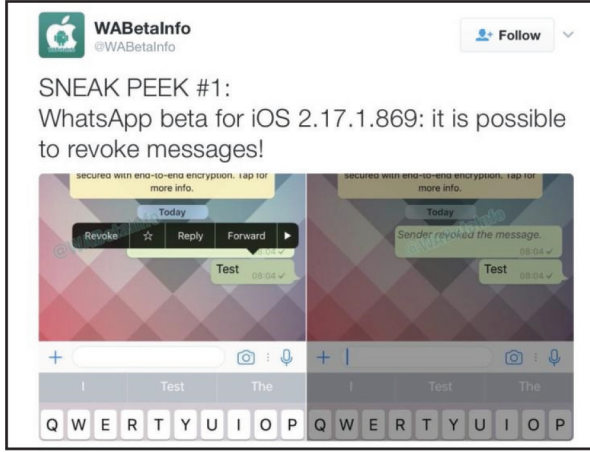 WABetaInfo
@WABetaInfo
Follow
SNEAK PEEK #1:
WhatsApp beta for iOS 2.17.1.869: it is possible
to revoke messages!
secured with end-to-end encryption. Tap for
more info.
Today
Revoke ☆ Reply Forward ▶
08:04 ✓
Test 08:04 ✓
I Test The
Q W E R T Y U I O P
secured with end-to-end encryption. Tap for
more info.
Today
Sender revoked the message.
08:04 ✓
Test 08:04 ✓
I Test The
Q W E R T Y U I O P
@WABetaInfo